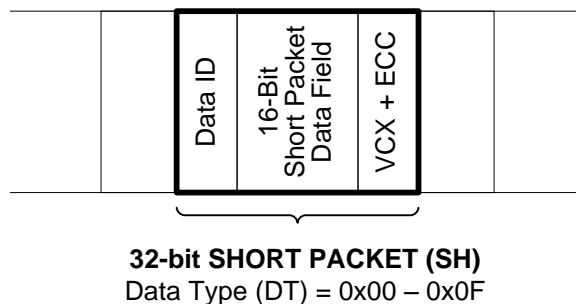 Data ID
16-Bit
Short Packet
Data Field
VCX + ECC
32-bit SHORT PACKET (SH)
Data Type (DT) = 0x00 – 0x0F